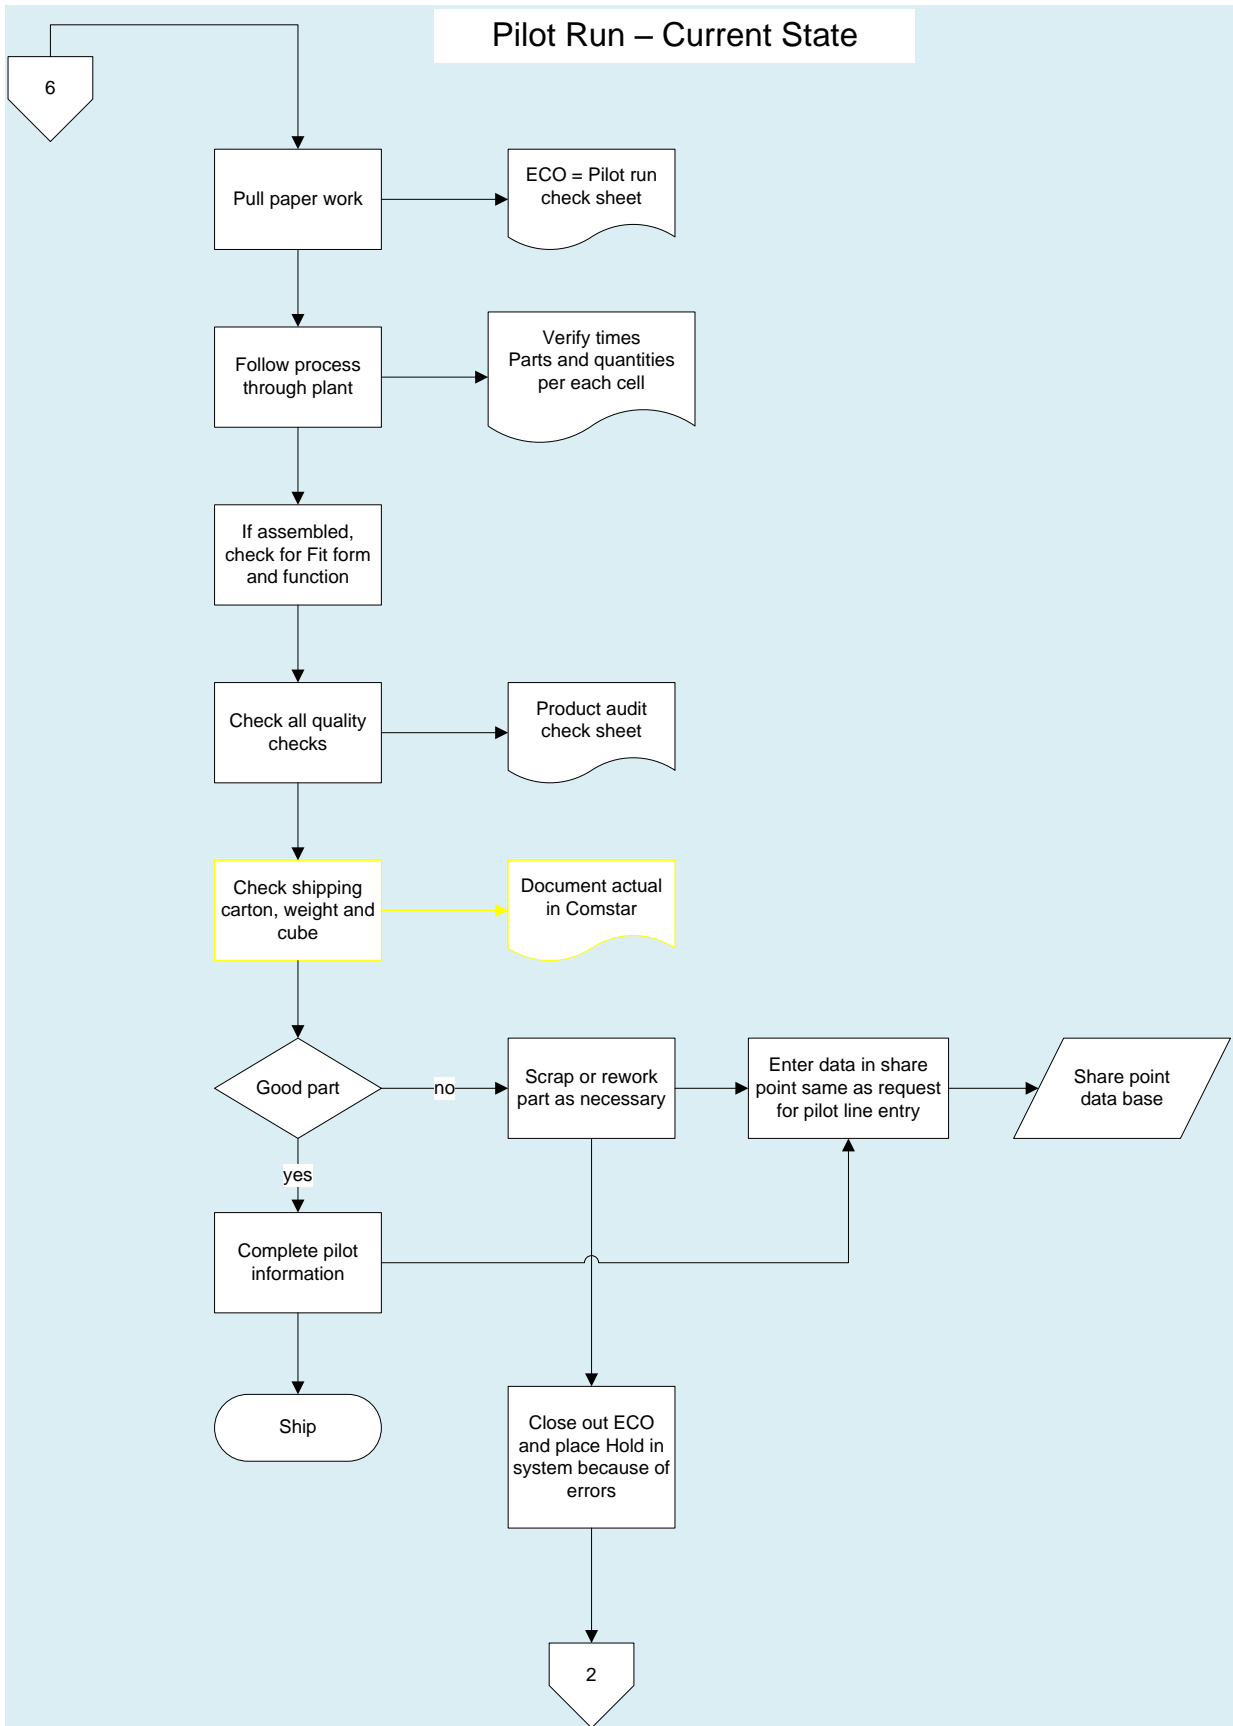 Pilot Run – Current State
6
Pull paper work
ECO = Pilot run
check sheet
Follow process
through plant
Verify times
Parts and quantities
per each cell
If assembled,
check for Fit form
and function
Check all quality
checks
Product audit
check sheet
Check shipping
carton, weight and
cube
Document actual
in Comstar
Good part
no
Scrap or rework
part as necessary
Enter data in share
point same as request
for pilot line entry
Share point
data base
yes
Complete pilot
information
Ship
Close out ECO
and place Hold in
system because of
errors
2